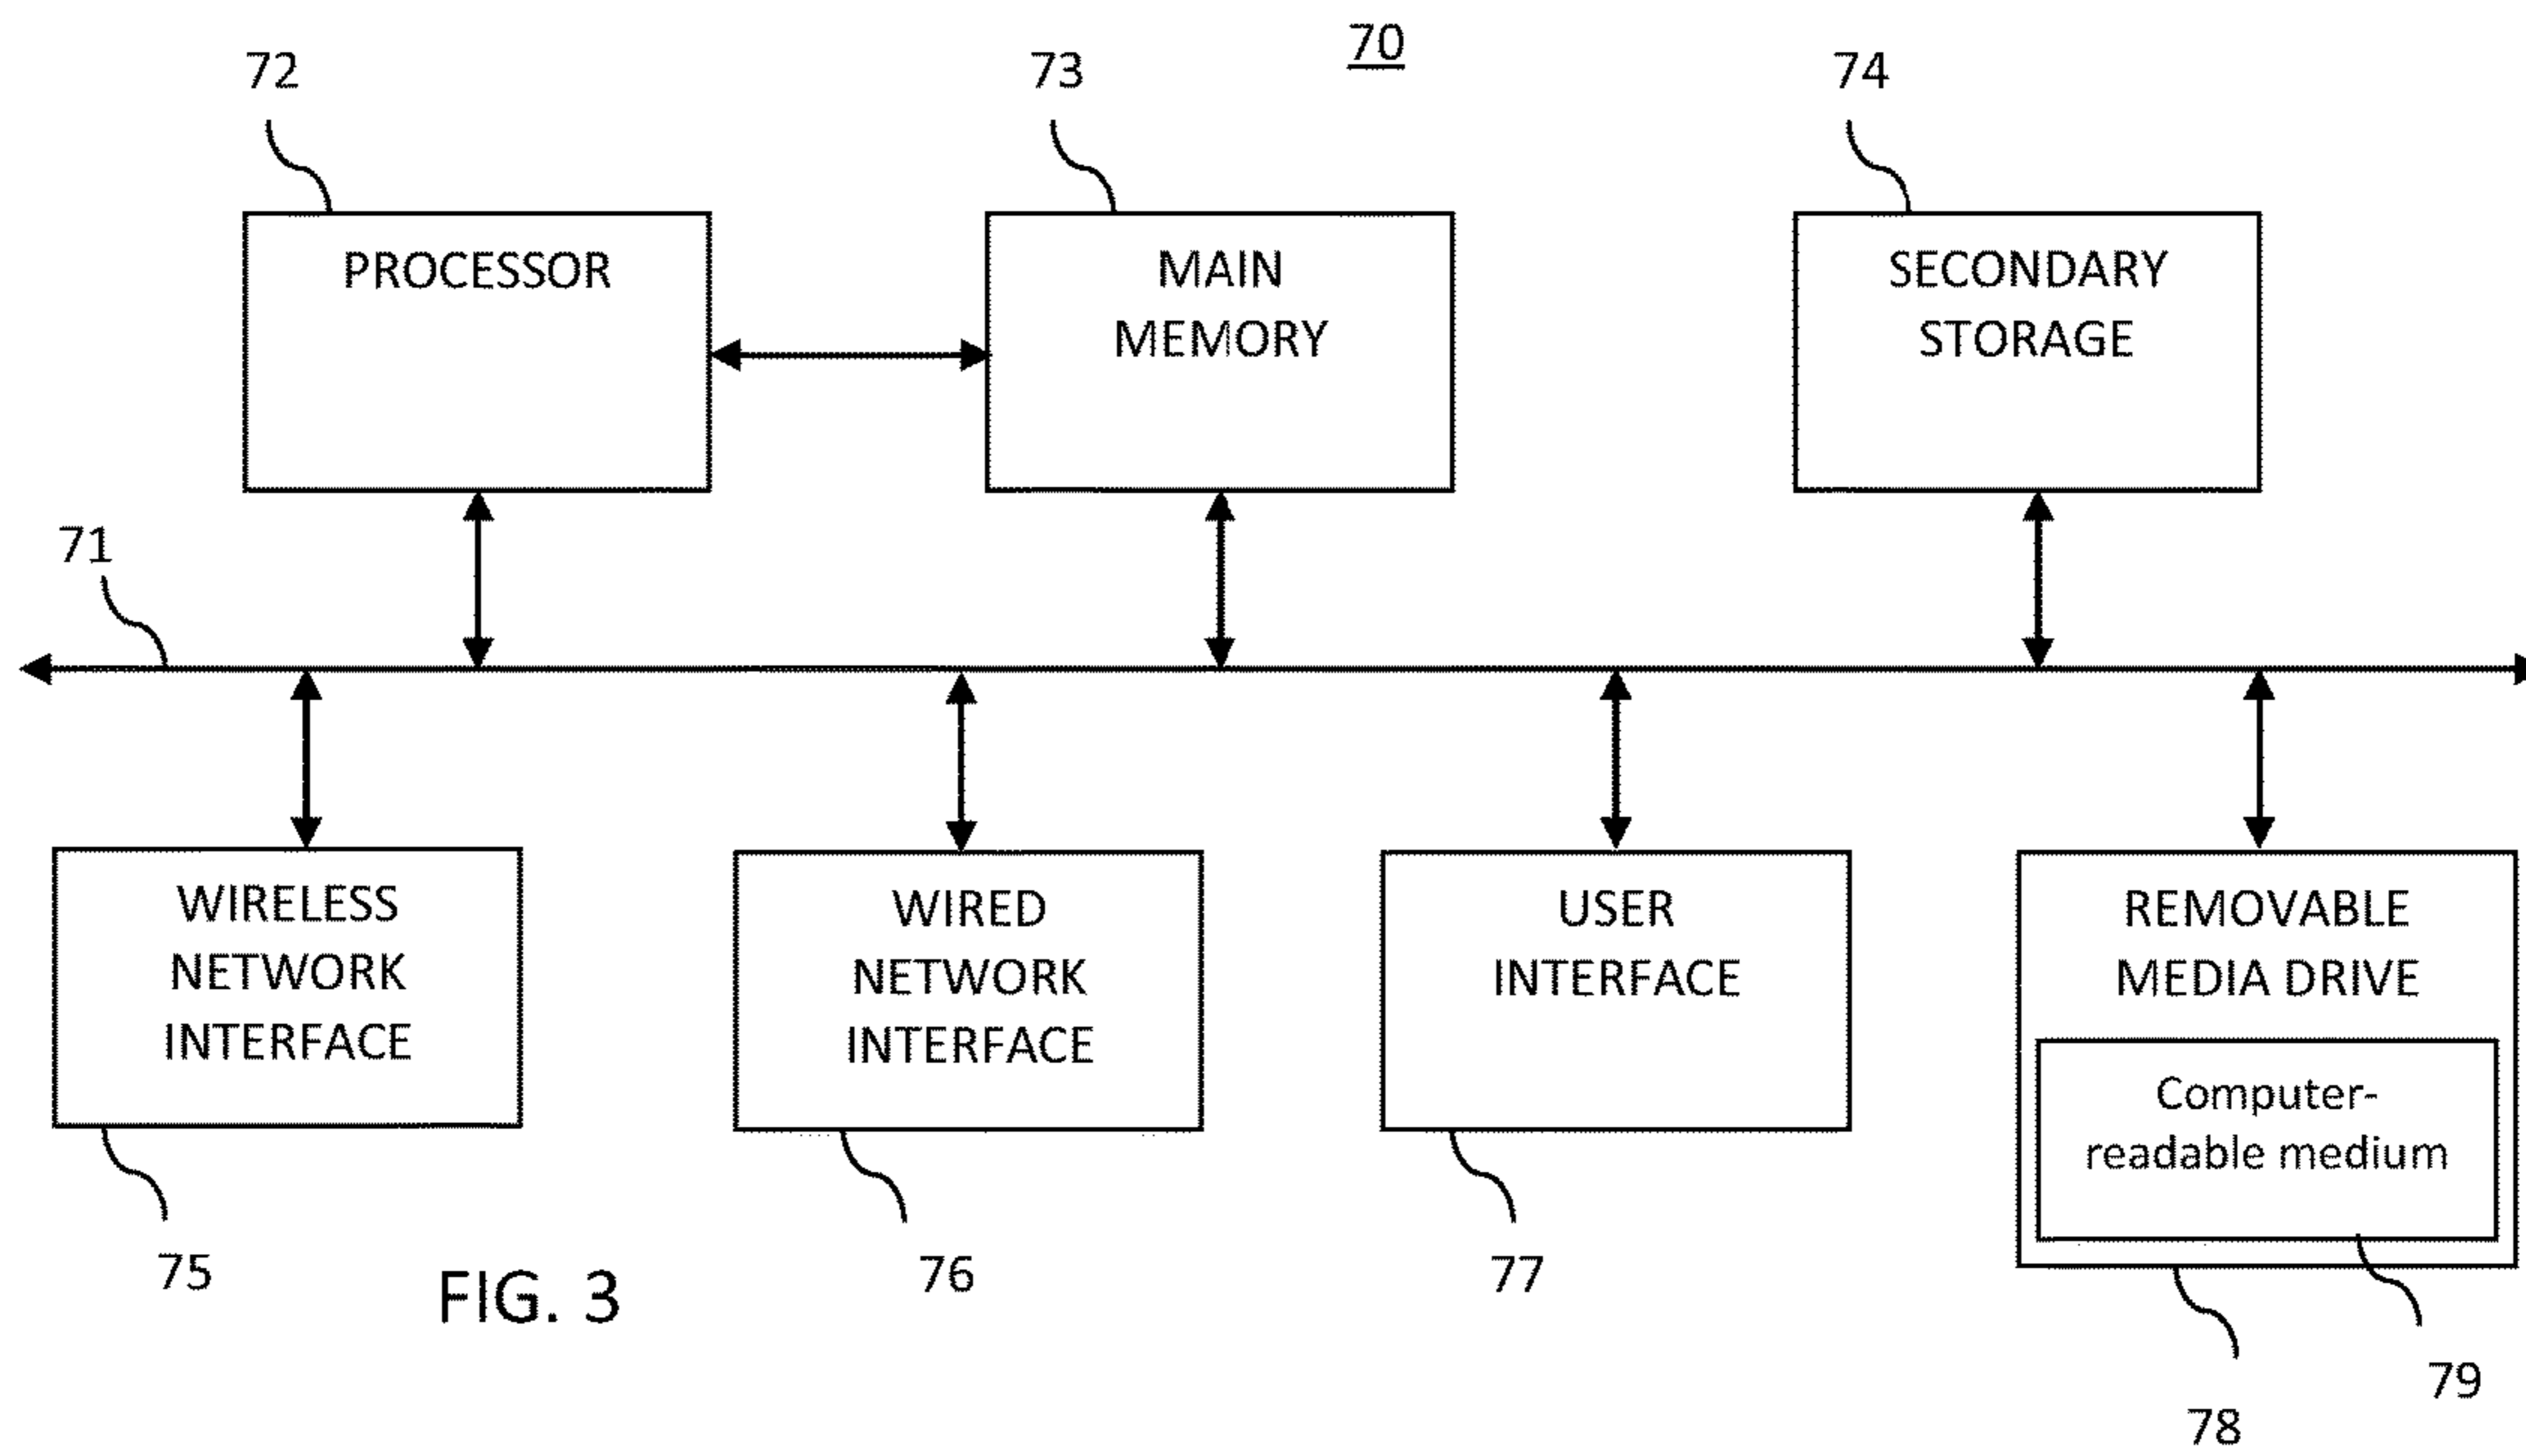 70
72
73
74
PROCESSOR
MAIN
MEMORY
SECONDARY
STORAGE
71
WIRELESS
NETWORK
INTERFACE
WIRED
NETWORK
INTERFACE
USER
INTERFACE
REMOVABLE
MEDIA DRIVE
Computer-
readable medium
75
76
77
79
78
FIG. 3